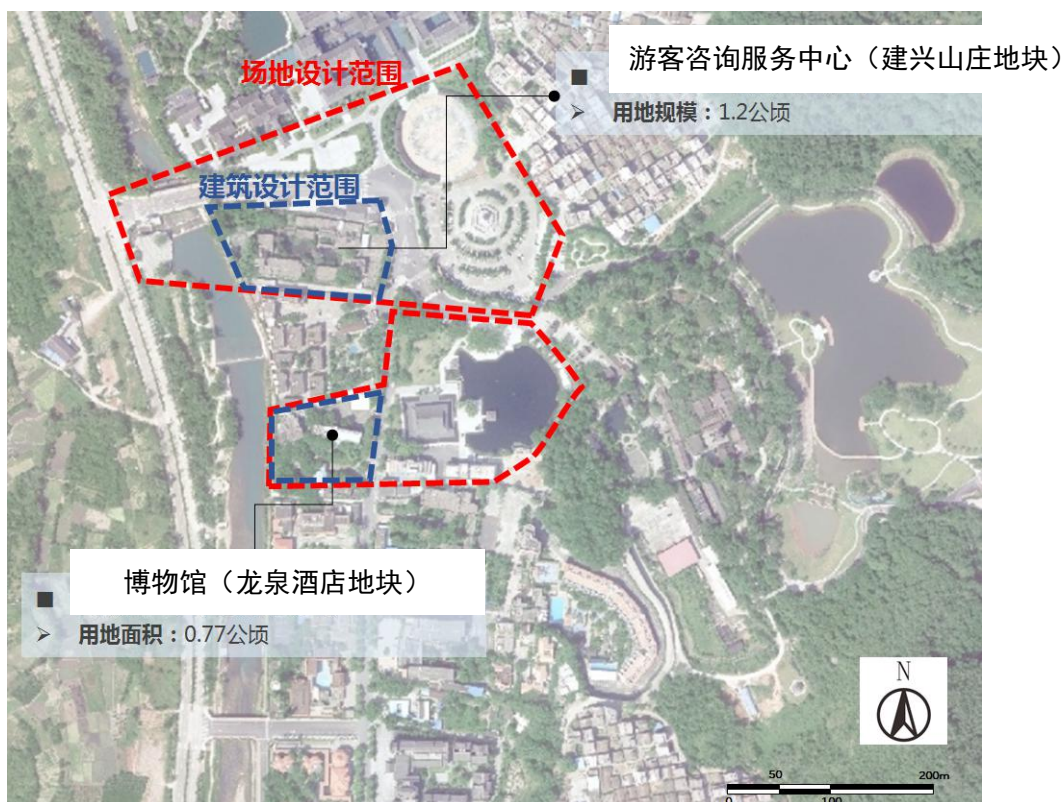 场地设计范围
■
游客咨询服务中心（建兴山庄地块）
➢ 用地规模：1.2公顷
建筑设计范围
博物馆（龙泉酒店地块）
■
➢ 用地面积：0.77公顷
N
50 200m
0 100